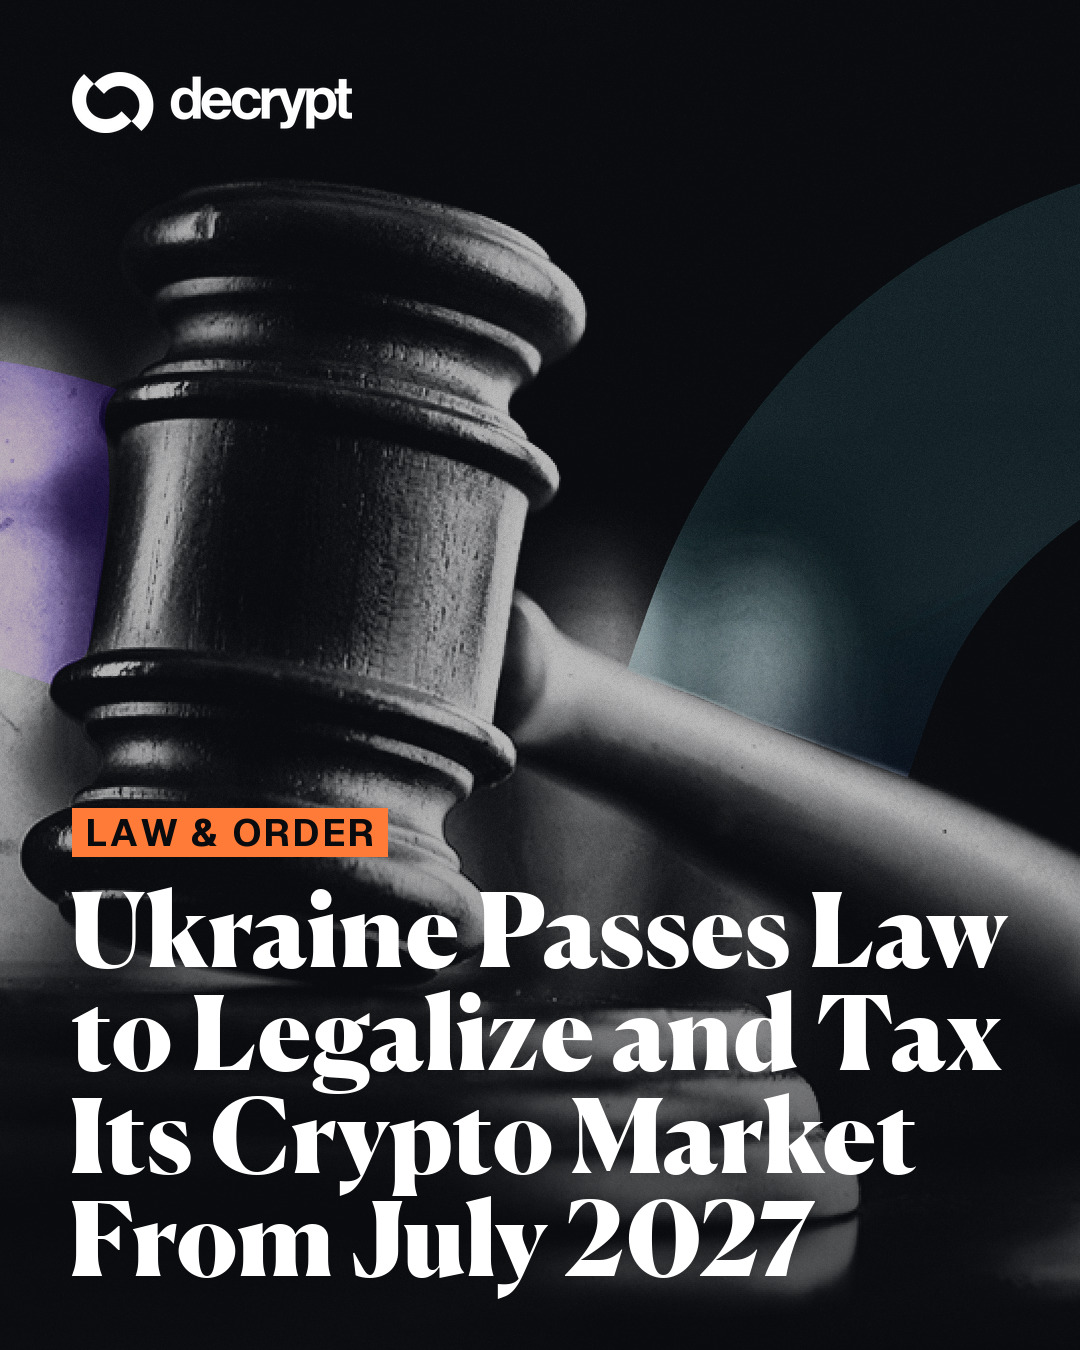 decrypt
LAW & ORDER
Ukraine Passes Law
to Legalize and Tax
Its Crypto Market
From July 2027